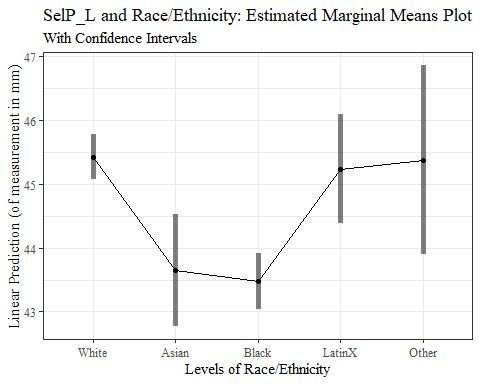 SelP_L and Race/Ethnicity: Estimated Marginal Means Plot
With Confidence Intervals
Linear Prediction (of measurement in mm)
47
46
45
44
43
White Asian Black LatinX Other
Levels of Race/Ethnicity